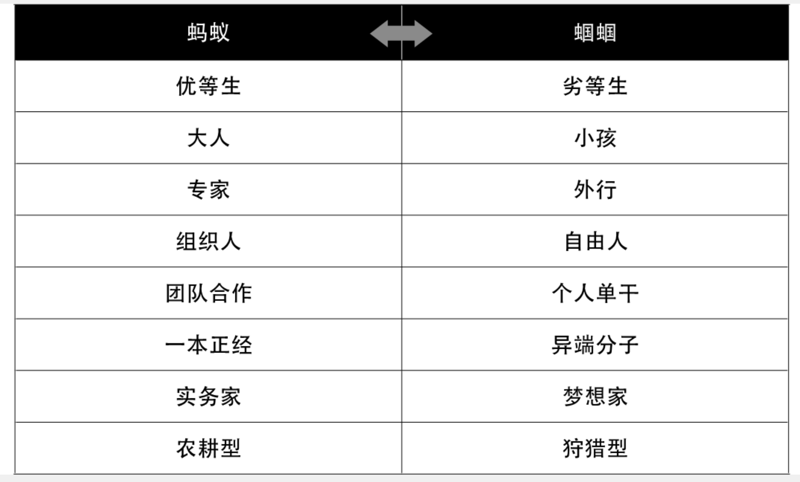 蚂蚁 蝈蝈
优等生 劣等生
大人 小孩
专家 外行
组织人 自由人
团队合作 个人单干
一本正经 异端分子
实务家 梦想家
农耕型 狩猎型